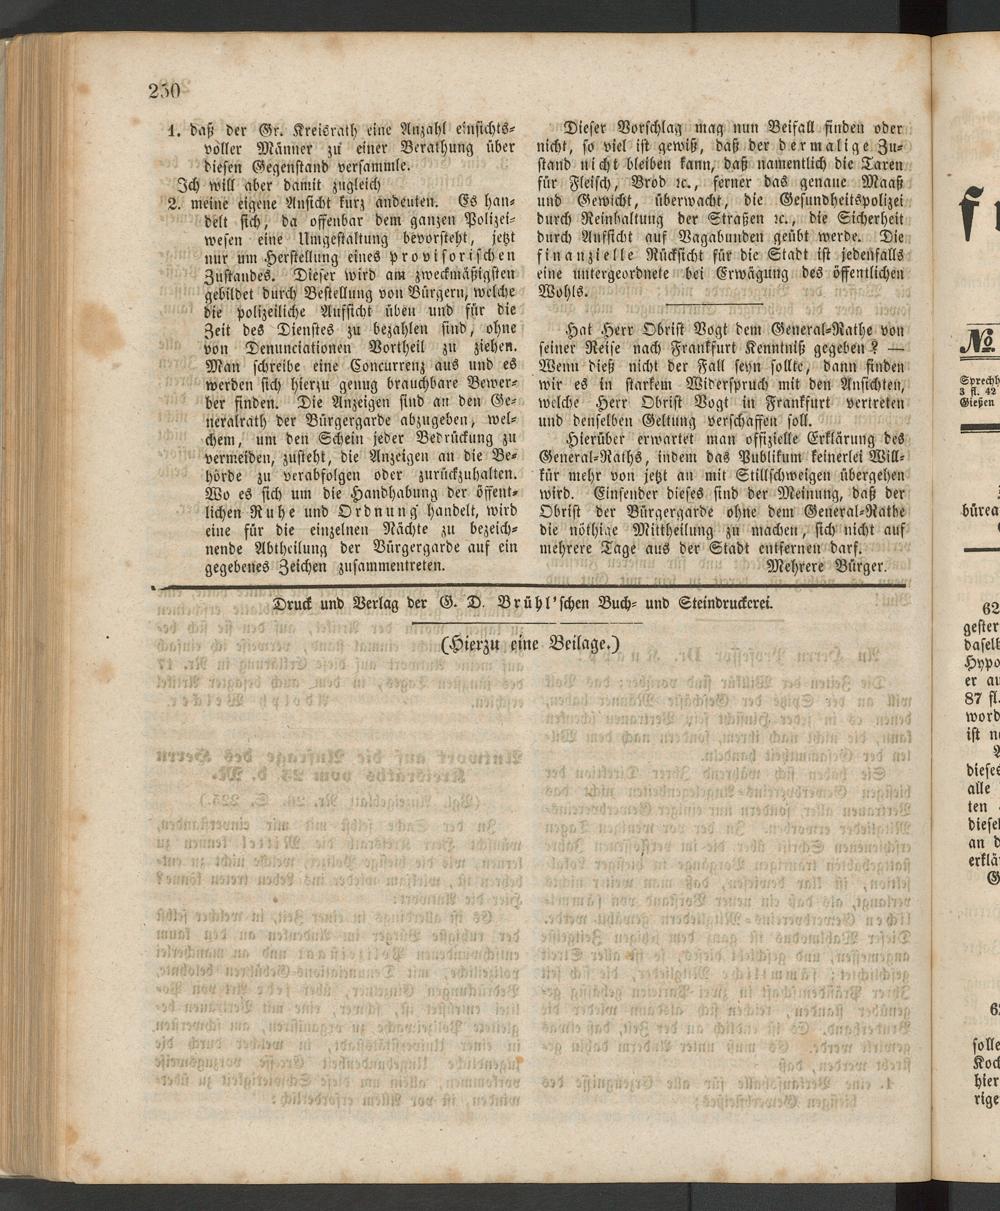 230
1. daß der Gr. Kreisrath eine Anzahl einsichts-
voller Männer zu einer Berathung über
diesen Gegenstand versammle.
Ich will aber damit zugleich
2. meine eigene Ansicht kurz andeuten. Es han-
delt sich, da offenbar dem ganzen Polizei-
wesen eine Umgestaltung bevorsteht, jetzt
nur um Herstellung eines provisorischen
Zustandes. Dieser wird am zweckmäßigsten
gebildet durch Bestellung von Bürgern, welche
die polizeiliche Aufsicht üben und für die
Zeit des Dienstes zu bezahlen sind, ohne
von Denunciationen Vortheil zu ziehen.
Man schreibe eine Concurrenz aus und es
werden sich hierzu genug brauchbare Bewer-
ber finden. Die Anzeigen sind an den Ge-
neralrath der Bürgergarde abzugeben, wel-
chem, um den Schein jeder Bedrückung zu
vermeiden, zusteht, die Anzeigen an die Be-
hörde zu verabfolgen oder zurückzuhalten.
Wo es sich um die Handhabung der öffent-
lichen Ruhe und Ordnung handelt, wird
eine für die einzelnen Nächte zu bezeich-
nende Abtheilung der Bürgergarde auf ein
gegebenes Zeichen zusammentreten.
Dieser Vorschlag mag nun Beifall finden oder
nicht, so viel ist gewiß, daß der dermalige Zu-
stand nicht bleiben kann, daß namentlich die Taxen
für Fleisch, Brod ꝛc., ferner das genaue Maaß
und Gewicht, überwacht, die Gesundheitspolizei
durch Reinhaltung der Straßen ꝛc., die Sicherheit
durch Aufsicht auf Vagabunden geübt werde. Die
finanzielle Rücksicht für die Stadt ist jedenfalls
eine untergeordnete bei Erwägung des öffentlichen
Wohls.
Hat Herr Obrist Vogt dem General-Rathe von
seiner Reise nach Frankfurt Kenntniß gegeben? —
Wenn dieß nicht der Fall seyn sollte, dann finden
wir es in starkem Widerspruch mit den Ansichten,
welche Herr Obrist Vogt in Frankfurt vertreten
und denselben Geltung verschaffen soll.
Hierüber erwartet man offizielle Erklärung des
General-Raths, indem das Publikum keinerlei Will-
kür mehr von jetzt an mit Stillschweigen übergehen
wird. Einsender dieses sind der Meinung, daß der
Obrist der Bürgergarde ohne dem General-Rathe
die nöthige Mittheilung zu machen, sich nicht auf
mehrere Tage aus der Stadt entfernen darf.
Mehrere Bürger.
Druck und Verlag der G. D. Brühl'schen Buch- und Steindruckerei.
(Hierzu eine Beilage.)
№
3 fl. 42
Gießen
62
87 fl.
alle
ten
an d